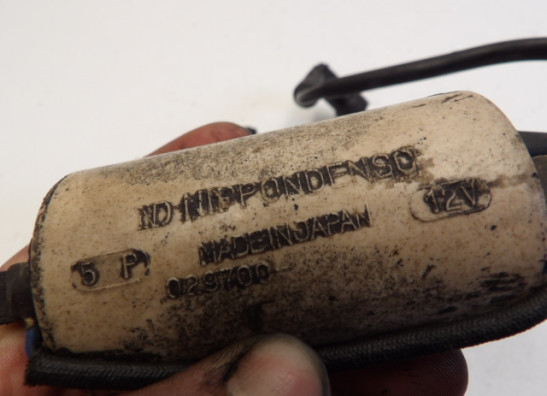 ND-NIPPONDENSO
12V
MADE IN JAPAN
5 P
029700